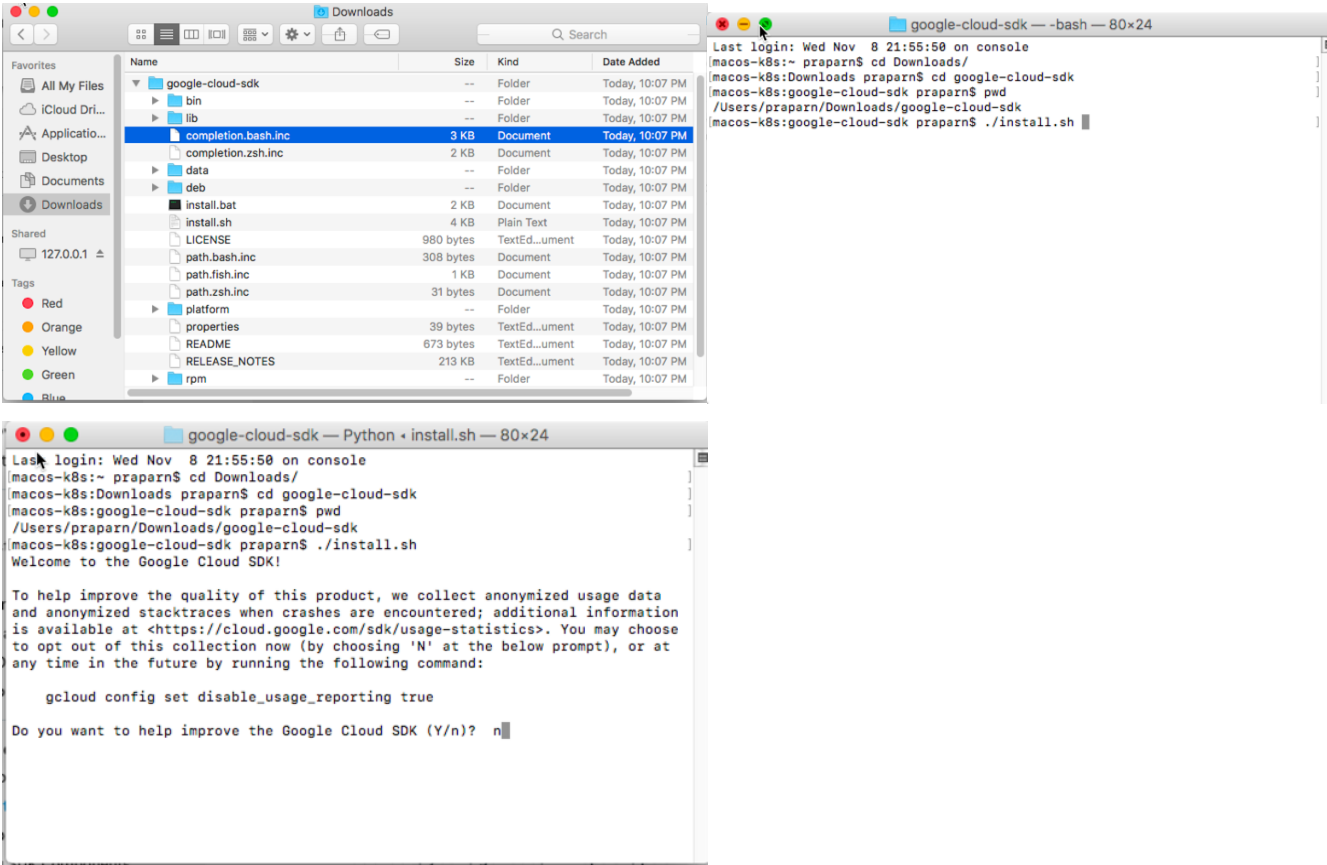 Downloads
Search
Favorites
All My Files
iCloud Dri...
Applicatio...
Desktop
Documents
Downloads
Shared
127.0.0.1
Tags
Red
Orange
Yellow
Green
Blue
Name Size Kind Date Added
google-cloud-sdk -- Folder Today, 10:07 PM
bin -- Folder Today, 10:07 PM
lib -- Folder Today, 10:07 PM
completion.bash.inc 3 KB Document Today, 10:07 PM
completion.zsh.inc 2 KB Document Today, 10:07 PM
data -- Folder Today, 10:07 PM
deb -- Folder Today, 10:07 PM
install.bat 2 KB Document Today, 10:07 PM
install.sh 4 KB Plain Text Today, 10:07 PM
LICENSE 980 bytes TextEd...ument Today, 10:07 PM
path.bash.inc 308 bytes Document Today, 10:07 PM
path.fish.inc 1 KB Document Today, 10:07 PM
path.zsh.inc 31 bytes Document Today, 10:07 PM
platform -- Folder Today, 10:07 PM
properties 39 bytes TextEd...ument Today, 10:07 PM
README 673 bytes TextEd...ument Today, 10:07 PM
RELEASE_NOTES 213 KB TextEd...ument Today, 10:07 PM
rpm -- Folder Today, 10:07 PM
google-cloud-sdk — -bash — 80×24
Last login: Wed Nov  8 21:55:50 on console
[macos-k8s:~ praparn$ cd Downloads/ ]
[macos-k8s:Downloads praparn$ cd google-cloud-sdk ]
[macos-k8s:google-cloud-sdk praparn$ pwd ]
/Users/praparn/Downloads/google-cloud-sdk
[macos-k8s:google-cloud-sdk praparn$ ./install.sh ]
google-cloud-sdk — Python ◂ install.sh — 80×24
Last login: Wed Nov  8 21:55:50 on console
[macos-k8s:~ praparn$ cd Downloads/ ]
[macos-k8s:Downloads praparn$ cd google-cloud-sdk ]
[macos-k8s:google-cloud-sdk praparn$ pwd ]
/Users/praparn/Downloads/google-cloud-sdk
[macos-k8s:google-cloud-sdk praparn$ ./install.sh ]
Welcome to the Google Cloud SDK!
To help improve the quality of this product, we collect anonymized usage data
and anonymized stacktraces when crashes are encountered; additional information
is available at <https://cloud.google.com/sdk/usage-statistics>. You may choose
to opt out of this collection now (by choosing 'N' at the below prompt), or at
any time in the future by running the following command:
gcloud config set disable_usage_reporting true
Do you want to help improve the Google Cloud SDK (Y/n)?  n